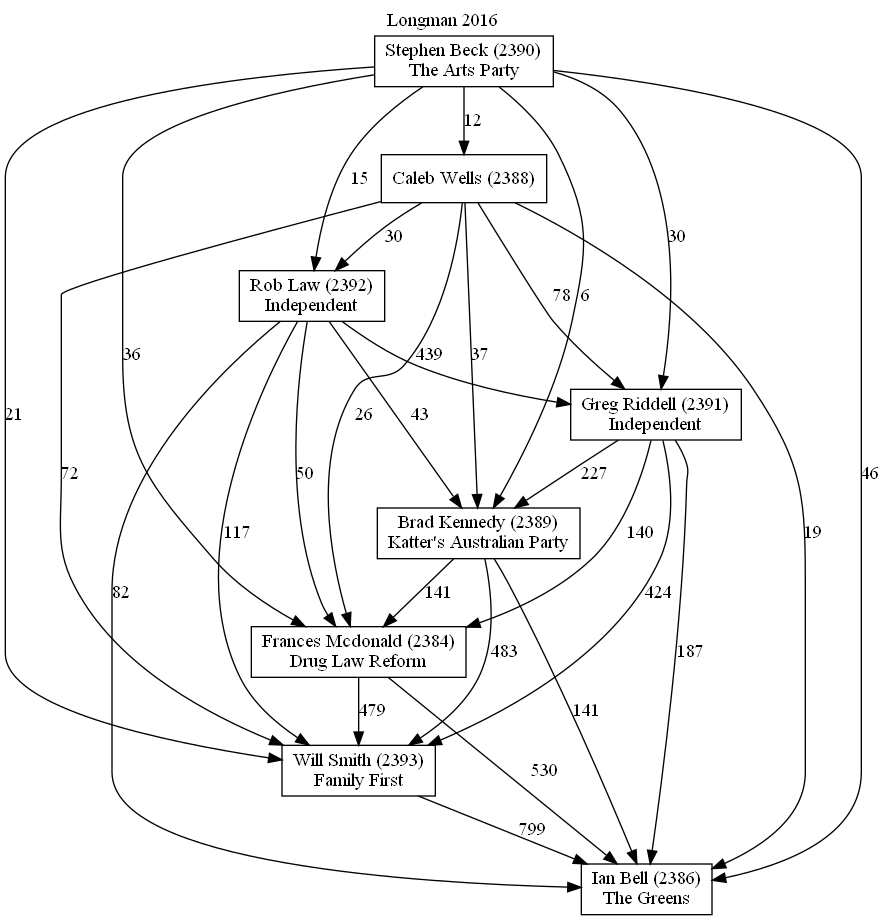 Longman 2016
Stephen Beck (2390)
The Arts Party
12
Caleb Wells (2388)
15
30
30
Rob Law (2392)
Independent
78
6
36
439
37
Greg Riddell (2391)
Independent
21
26
43
72
50
227
46
Brad Kennedy (2389)
Katter's Australian Party
117
140
19
82
141
424
Frances Mcdonald (2384)
Drug Law Reform
483
187
479
141
Will Smith (2393)
Family First
530
799
Ian Bell (2386)
The Greens